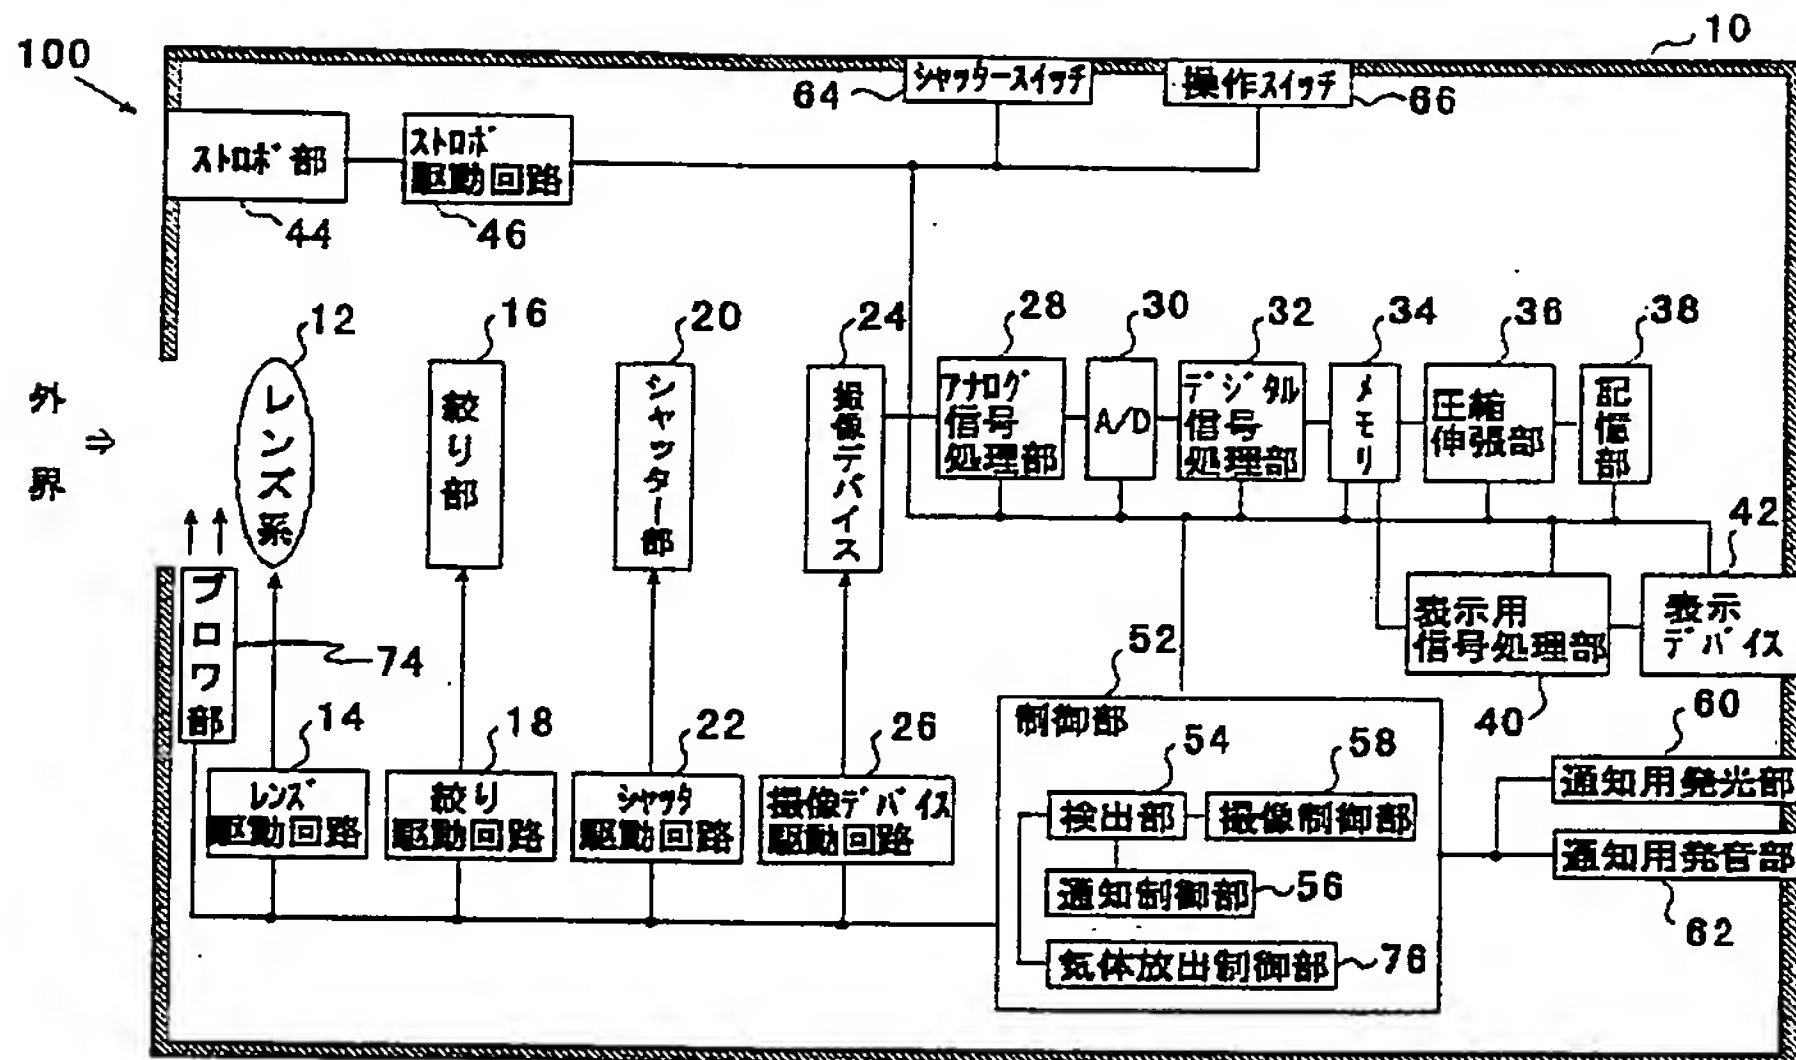 100
10
64
シャッタースイッチ
操作スイッチ
66
ストロボ部
ストロボ
駆動回路
44
46
12
16
20
24
28
30
32
34
36
38
外界
⇒
レンズ系
絞り部
シャッター部
撮像デバイス
アナログ
信号
処理部
A/D
デジタル
信号
処理部
メモリ
圧縮
伸張部
記憶部
42
ブロワ部
74
表示用
信号処理部
表示
デバイス
52
40
60
14
18
22
26
制御部
54
58
レンズ
駆動回路
絞り
駆動回路
シャッタ
駆動回路
撮像デバイス
駆動回路
検出部
撮像制御部
通知用発光部
通知制御部
56
通知用発音部
62
気体放出制御部
76